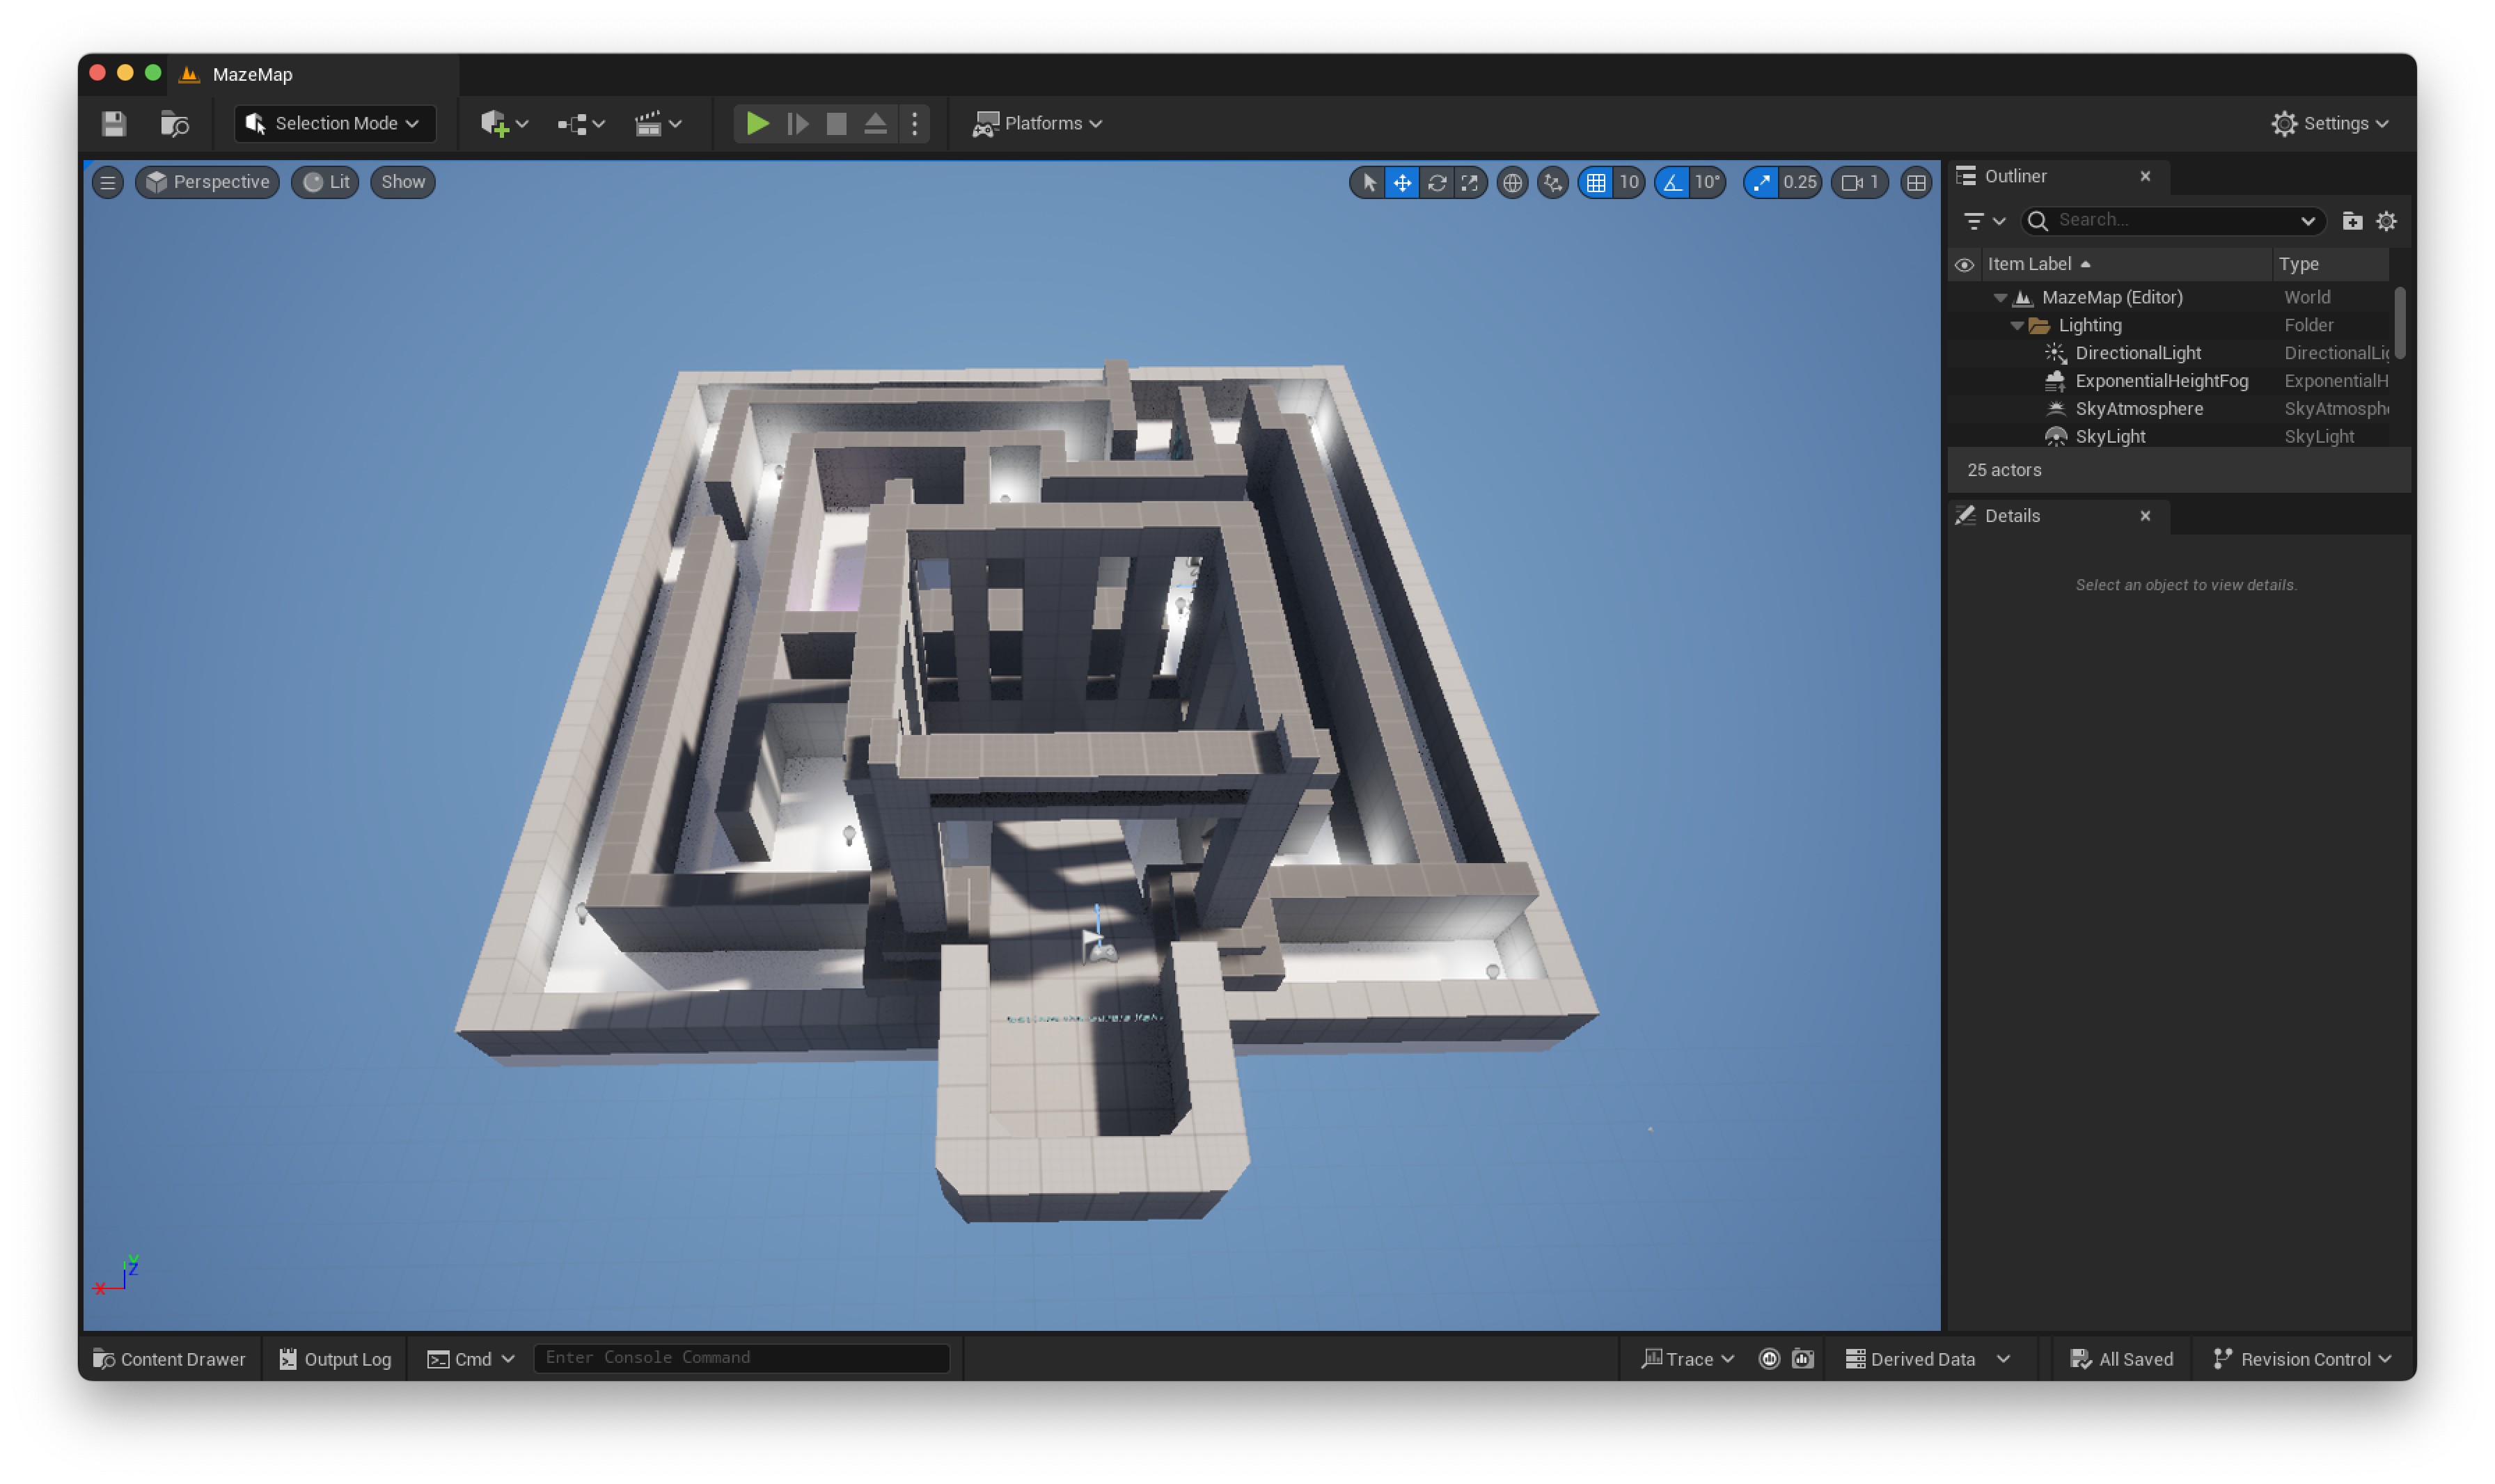 MazeMap
Selection Mode
Platforms
Settings
Perspective
Lit
Show
10
10°
0.25
1
Outliner
Search...
Item Label
Type
MazeMap (Editor)
World
Lighting
Folder
DirectionalLight
DirectionalLig
ExponentialHeightFog
ExponentialH
SkyAtmosphere
SkyAtmosph
SkyLight
SkyLight
25 actors
Details
Select an object to view details.
Y
Z
X
Content Drawer
Output Log
Cmd
Enter Console Command
Trace
Derived Data
All Saved
Revision Control